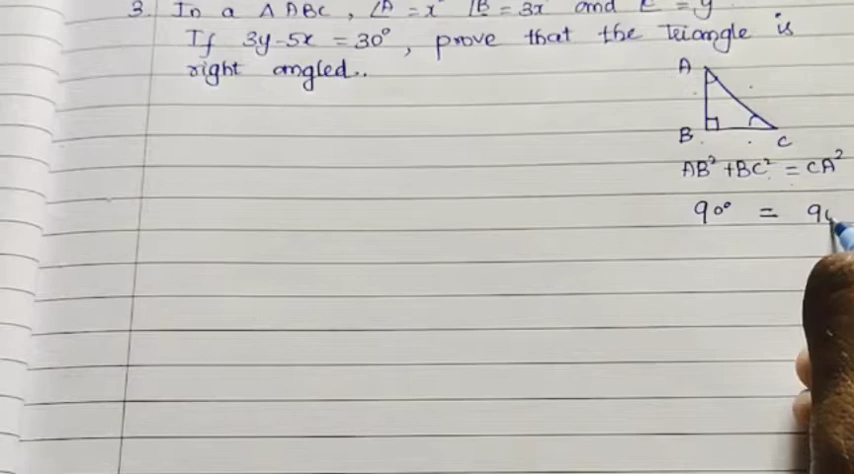 3. In a Δ ABC, ∠A = x° ∠B = 3x and ∠C = y
If 3y-5x = 30°, prove that the Triangle is
right angled..
A
B
C
AB² + BC² = CA²
90° = 9